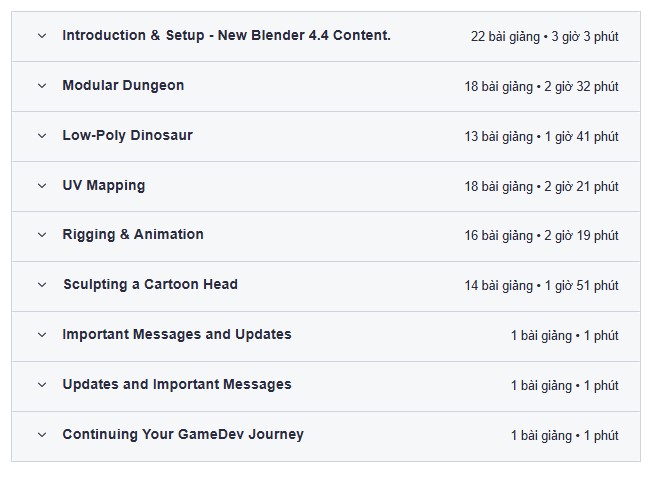 Introduction & Setup - New Blender 4.4 Content. 22 bài giảng • 3 giờ 3 phút
Modular Dungeon 18 bài giảng • 2 giờ 32 phút
Low-Poly Dinosaur 13 bài giảng • 1 giờ 41 phút
UV Mapping 18 bài giảng • 2 giờ 21 phút
Rigging & Animation 16 bài giảng • 2 giờ 19 phút
Sculpting a Cartoon Head 14 bài giảng • 1 giờ 51 phút
Important Messages and Updates 1 bài giảng • 1 phút
Updates and Important Messages 1 bài giảng • 1 phút
Continuing Your GameDev Journey 1 bài giảng • 1 phút